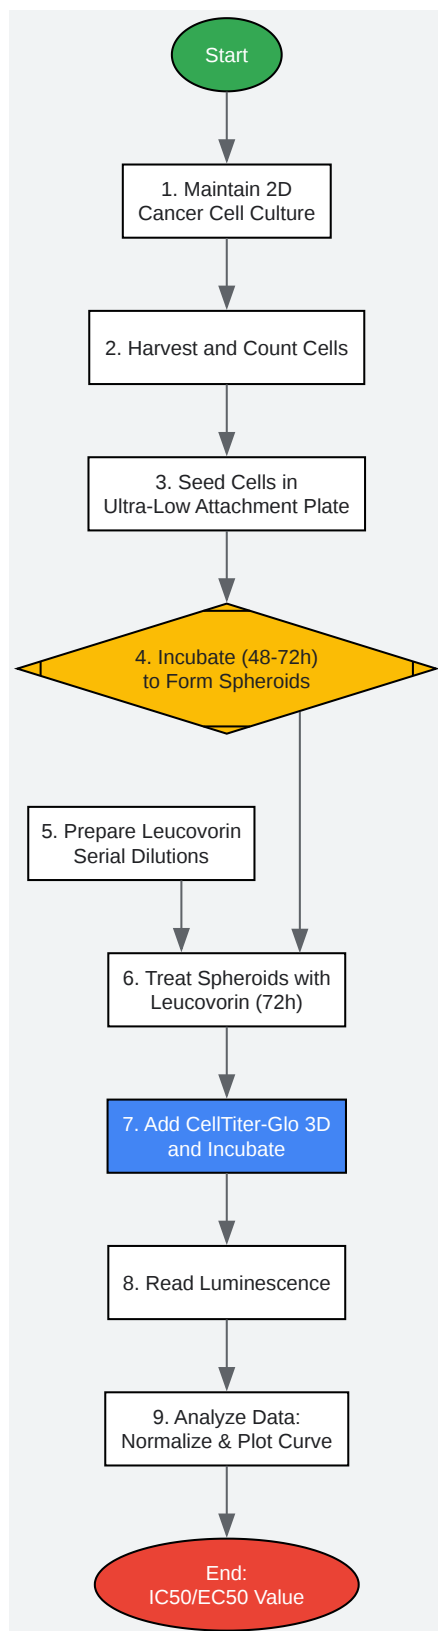 Start
1. Maintain 2D
Cancer Cell Culture
2. Harvest and Count Cells
3. Seed Cells in
Ultra-Low Attachment Plate
4. Incubate (48-72h)
to Form Spheroids
5. Prepare Leucovorin
Serial Dilutions
6. Treat Spheroids with
Leucovorin (72h)
7. Add CellTiter-Glo 3D
and Incubate
8. Read Luminescence
9. Analyze Data:
Normalize & Plot Curve
End:
IC50/EC50 Value